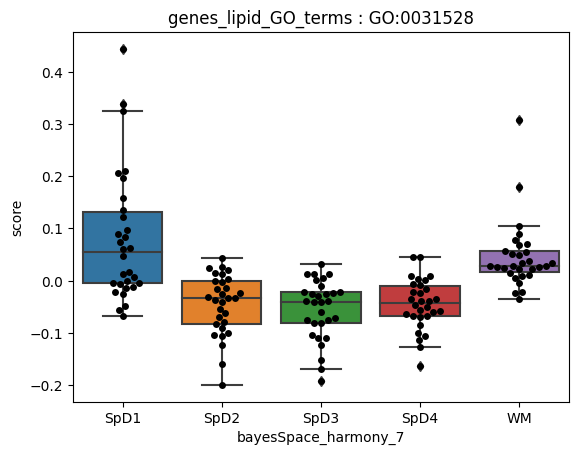 genes_lipid_GO_terms : GO:0031528
0.4
0.3
0.2
0.1
0.0
−0.1
−0.2
score
SpD1 SpD2 SpD3 SpD4 WM
bayesSpace_harmony_7